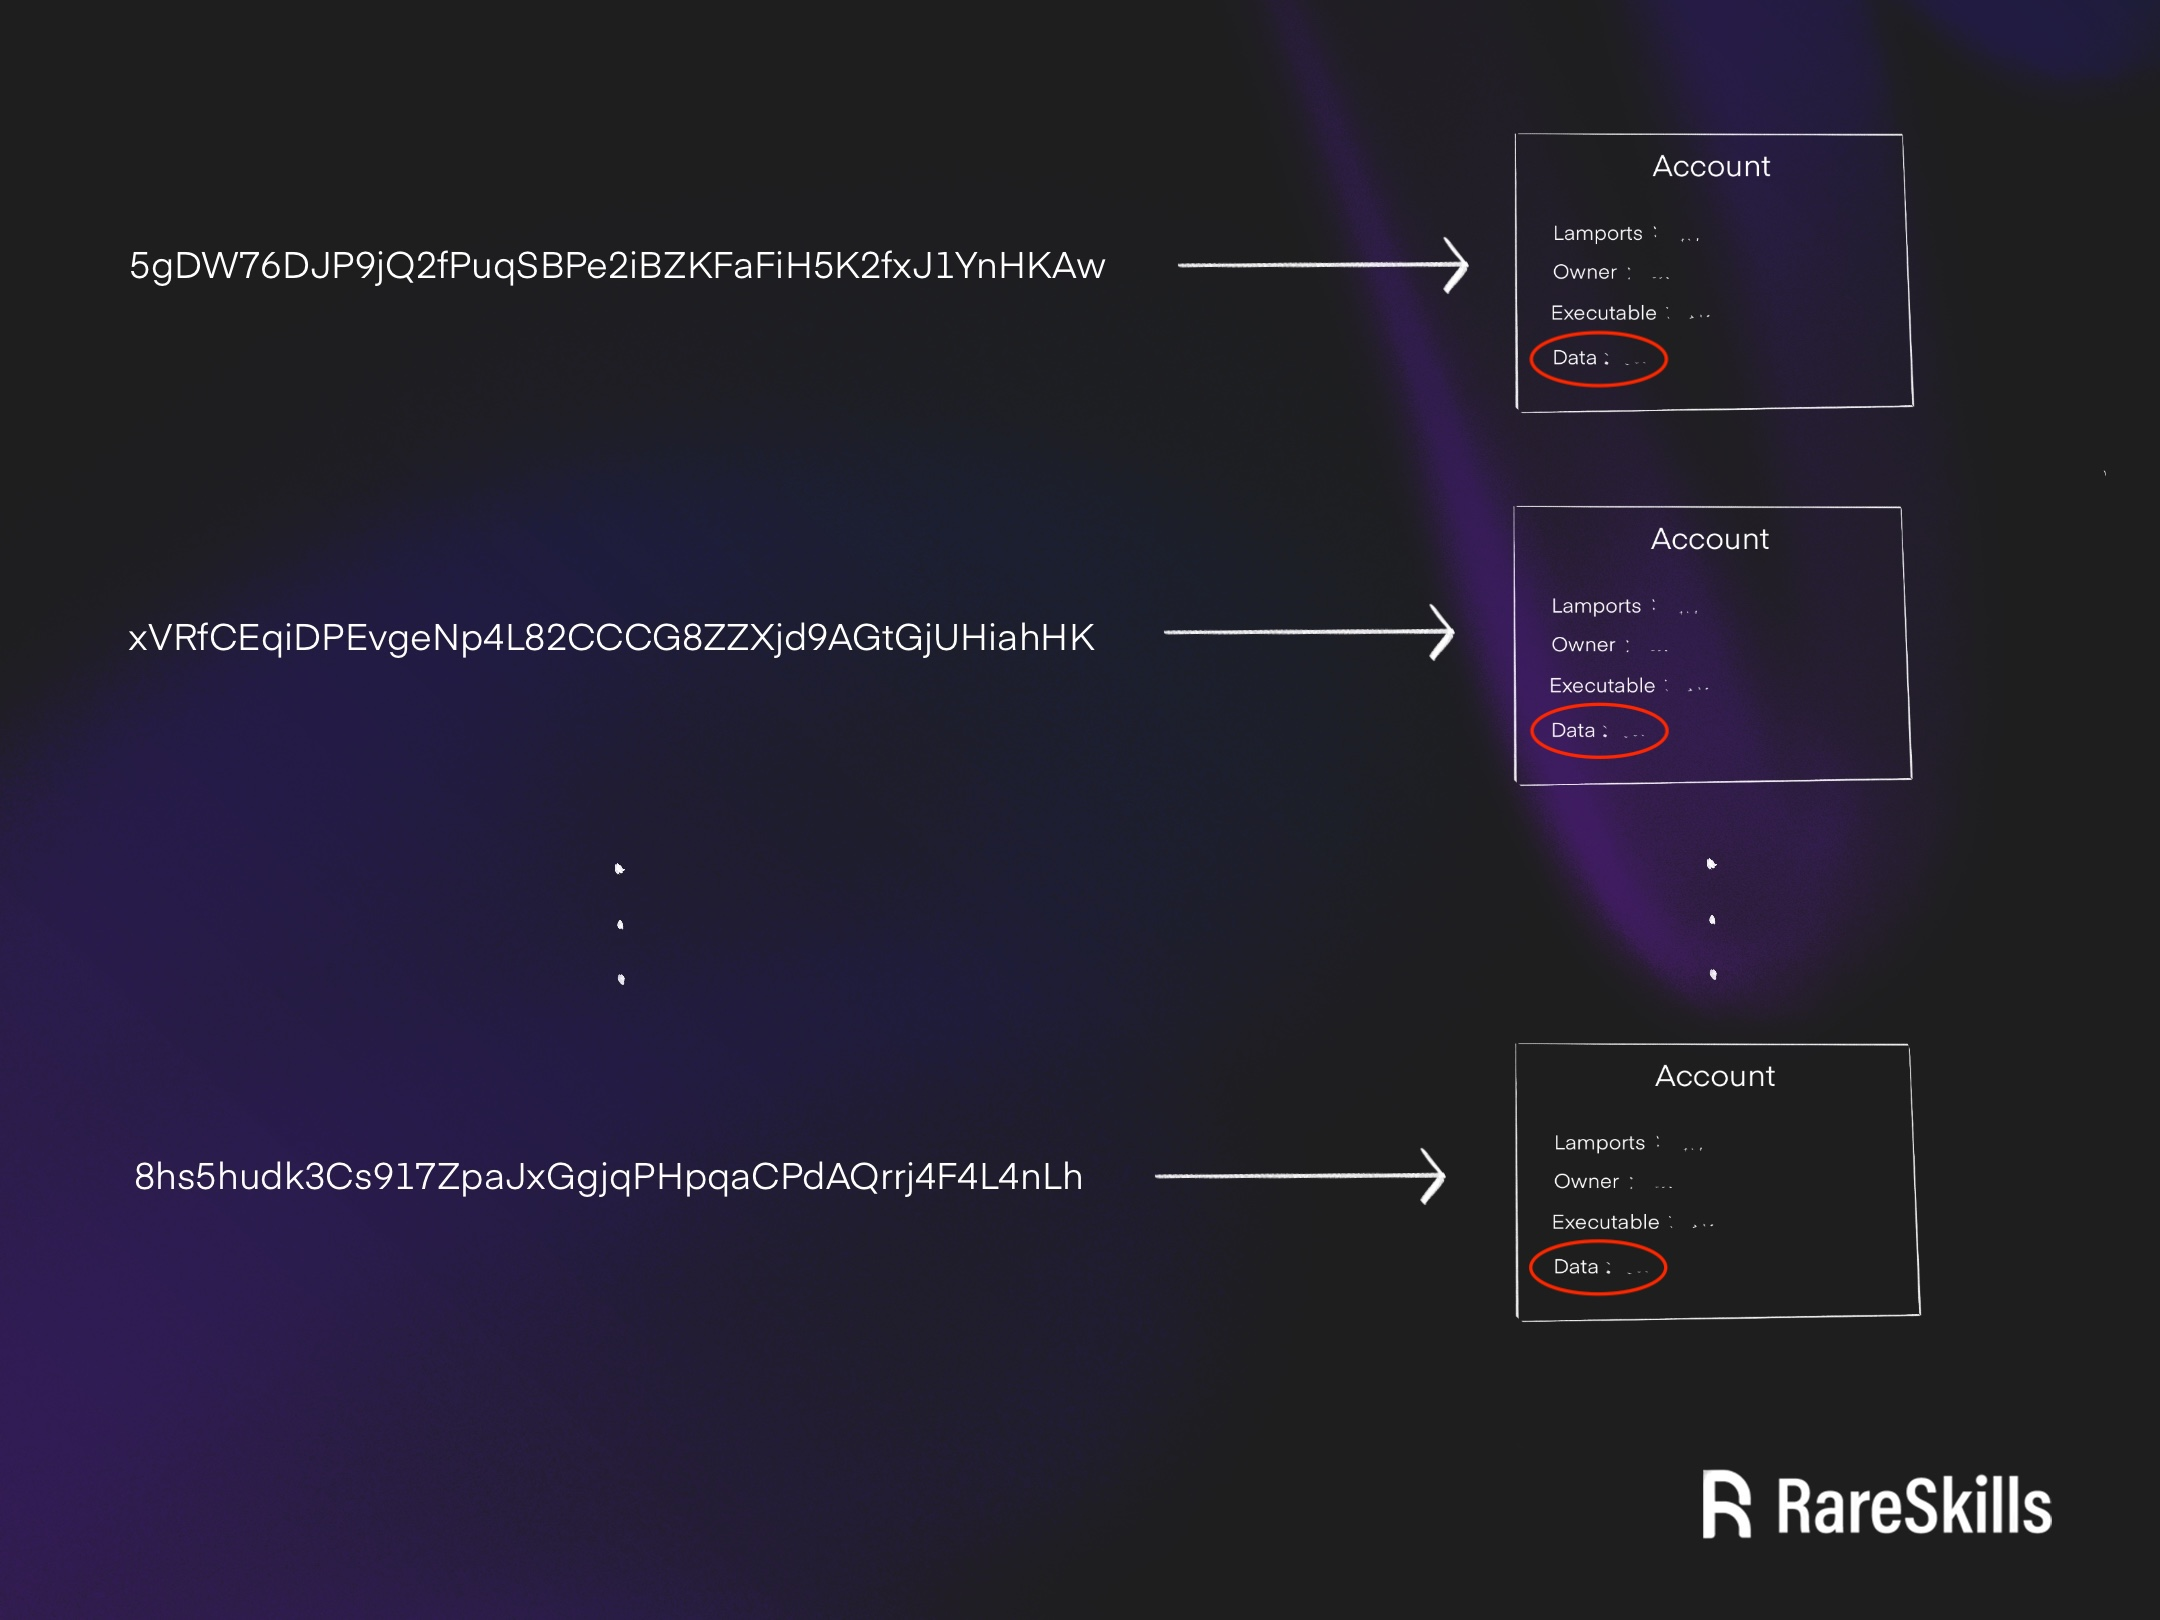 5gDW76DJP9jQ2fPuqSBPe2iBZKFaFiH5K2fxJ1YnHKAw
Account
Lamports : ...
Owner : ...
Executable : ...
Data : ...
xVRfCEqiDPEvgeNp4L82CCCG8ZZXjd9AGtGjUHiahHK
Account
Lamports : ...
Owner : ...
Executable : ...
Data : ...
8hs5hudk3Cs917ZpaJxGgjqPHpqaCPdAQrrj4F4L4nLh
Account
Lamports : ...
Owner : ...
Executable : ...
Data : ...
RareSkills